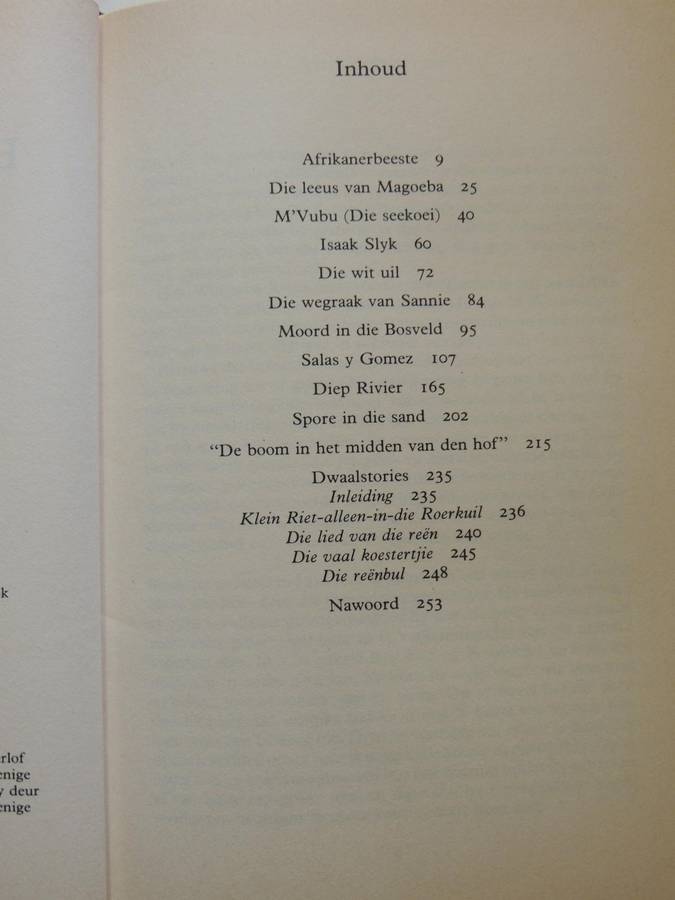 Inhoud
Afrikanerbeeste 9
Die leeus van Magoeba 25
M'Vubu (Die seekoei) 40
Isaak Slyk 60
Die wit uil 72
Die wegraak van Sannie 84
Moord in die Bosveld 95
Salas y Gomez 107
Diep Rivier 165
Spore in die sand 202
“De boom in het midden van den hof” 215
Dwaalstories 235
Inleiding 235
Klein Riet-alleen-in-die Roerkuil 236
Die lied van die reën 240
Die vaal koestertjie 245
Die reënbul 248
Nawoord 253
k
rlof
enige
y deur
enige